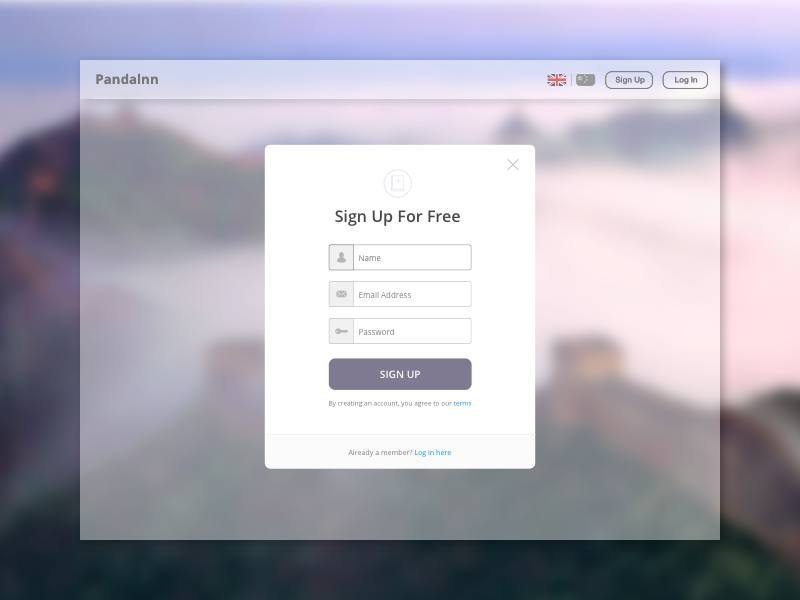 PandaInn
Sign Up
Log In
Sign Up For Free
Name
Email Address
Password
SIGN UP
By creating an account, you agree to our terms
Already a member? Log in here